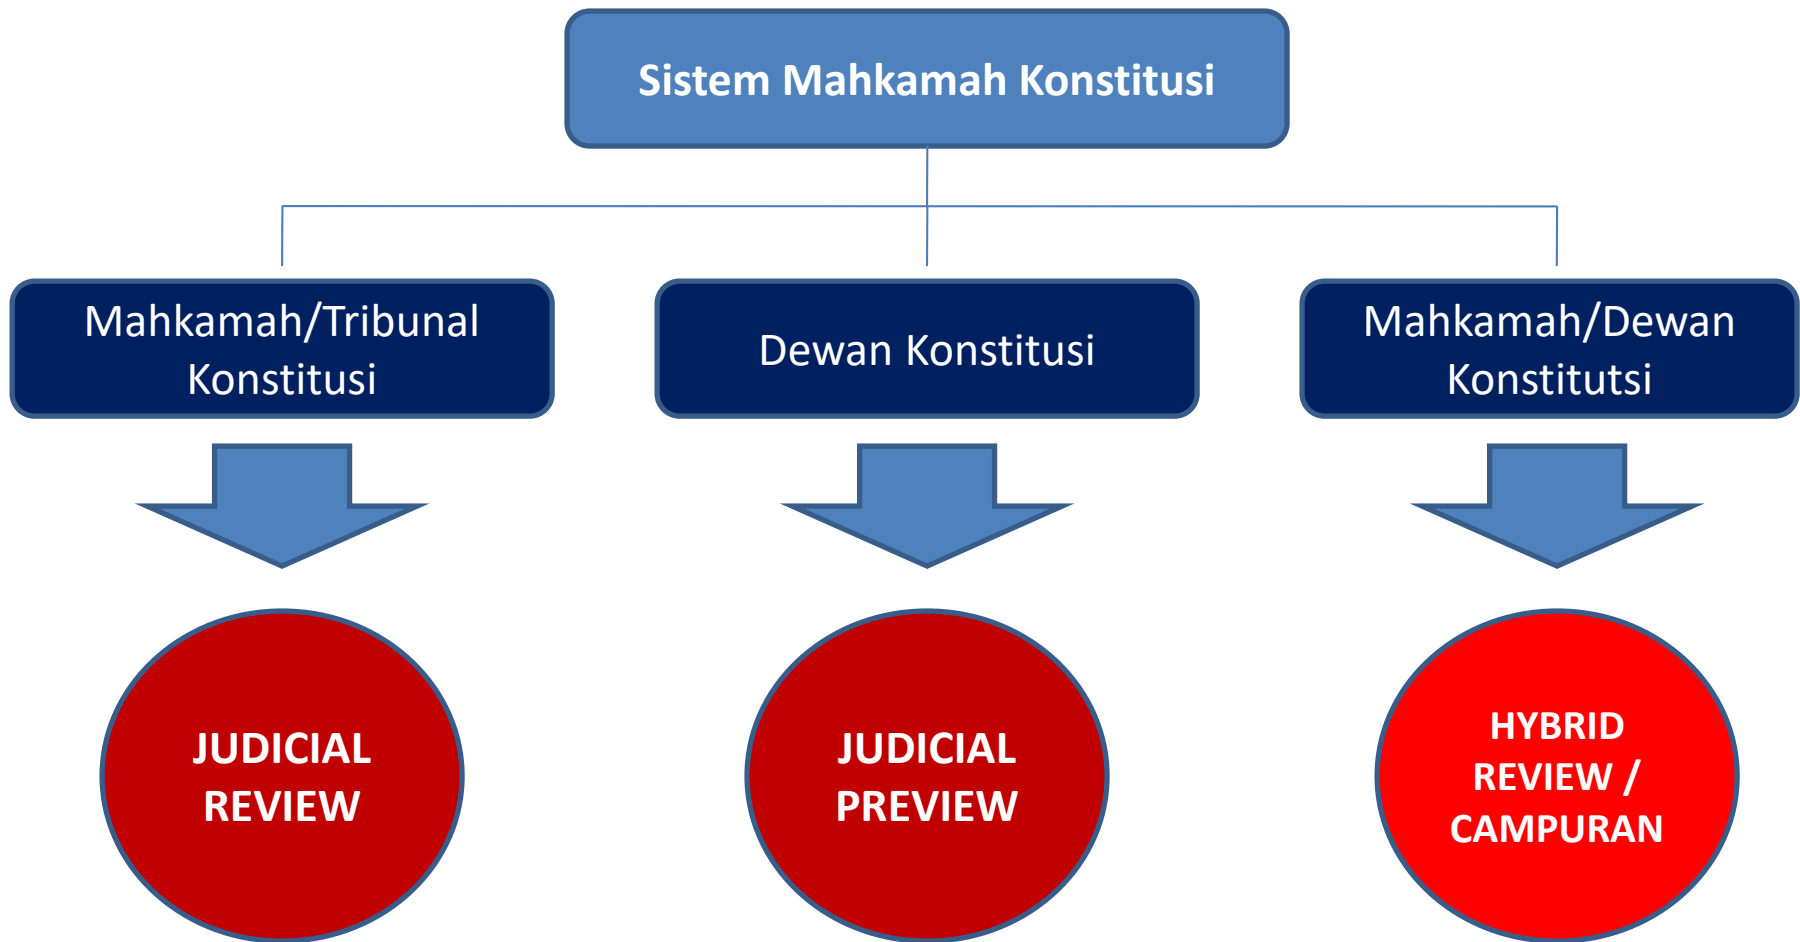 Sistem Mahkamah Konstitusi
Mahkamah/Tribunal
Konstitusi
Dewan Konstitusi
Mahkamah/Dewan
Konstitutsi
JUDICIAL
REVIEW
JUDICIAL
PREVIEW
HYBRID
REVIEW /
CAMPURAN